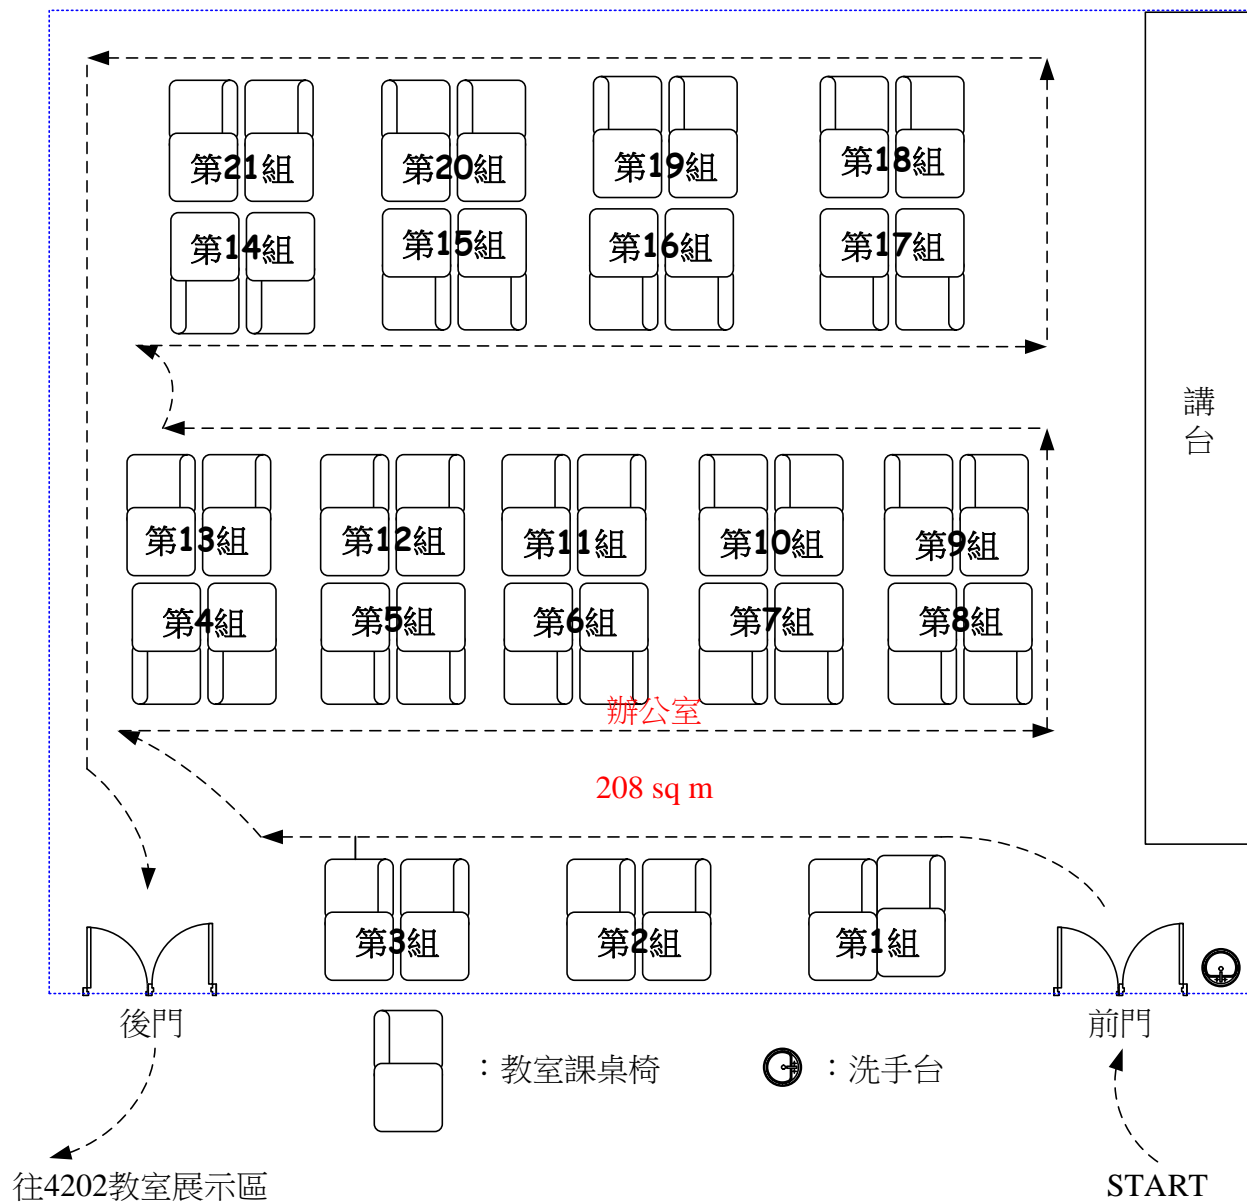 第21組
第20組
第19組
第18組
第14組
第15組
第16組
第17組
講
台
第13組
第12組
第11組
第10組
第9組
第4組
第5組
第6組
第7組
第8組
辦公室
208 sq m
第3組
第2組
第1組
後門
前門
：教室課桌椅
：洗手台
往4202教室展示區
START